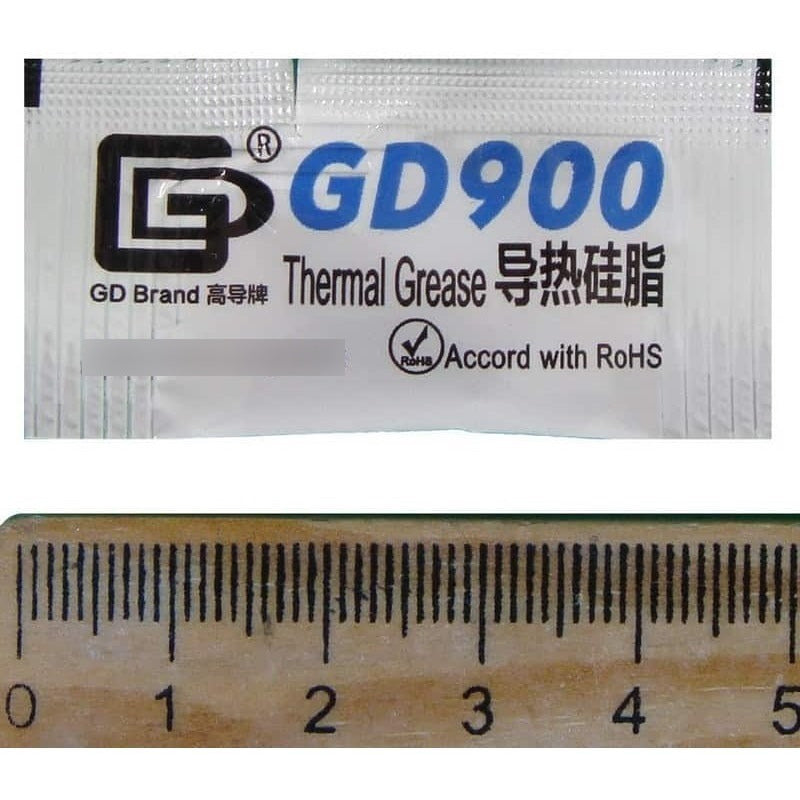 GD ® GD900
GD Brand 高导牌 Thermal Grease 导热硅脂
RoHS Accord with RoHS
0 1 2 3 4 5